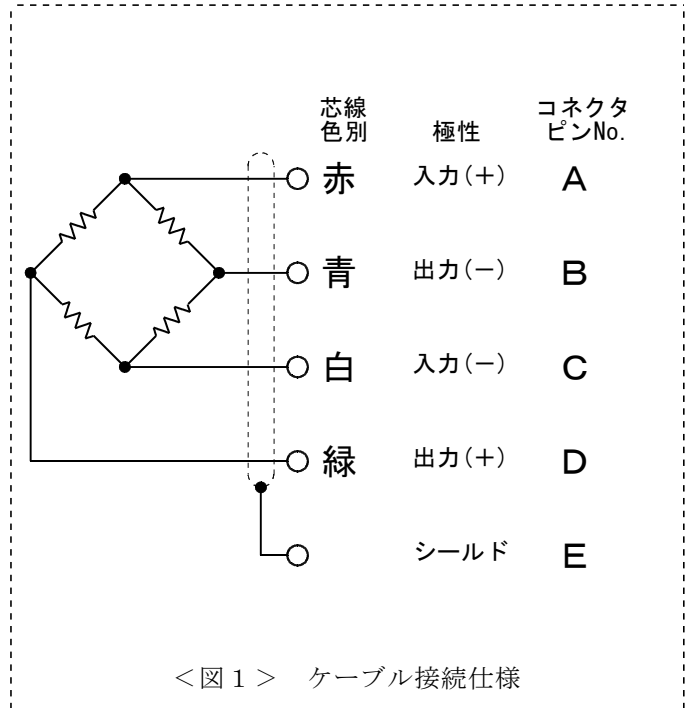 芯線 コネクタ
色別 極性 ピンNo.
赤 入力(+) A
青 出力(−) B
白 入力(−) C
緑 出力(+) D
シールド E
<図1> ケーブル接続仕様